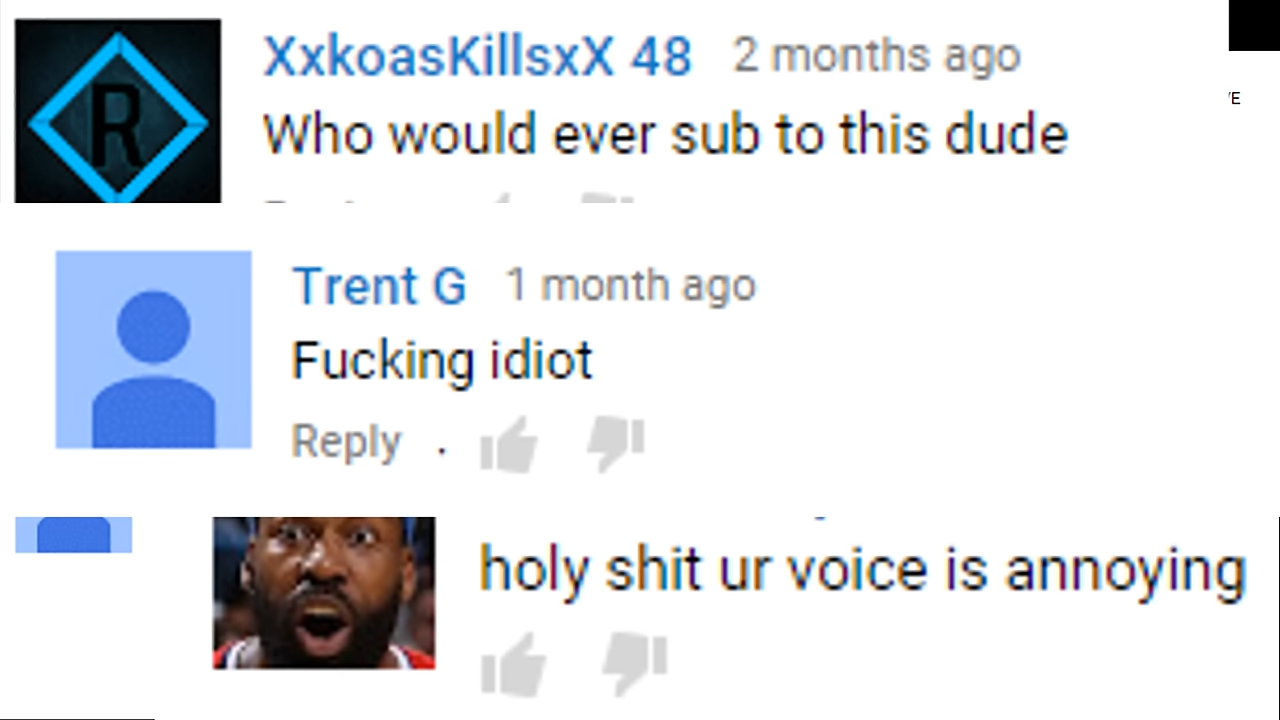 R
XxkoasKillsxX 48 2 months ago
Who would ever sub to this dude
Trent G 1 month ago
Fucking idiot
Reply .
holy shit ur voice is annoying